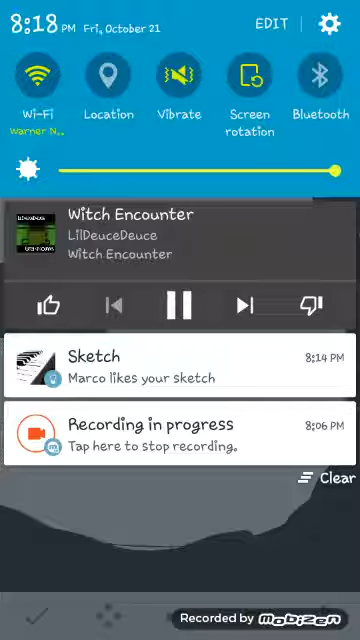 8:18 PM Fri, October 21 EDIT
Wi-Fi Location Vibrate Screen rotation Bluetooth
Warner N..
Witch Encounter
LilDeuceDeuce
Witch Encounter
Sketch 8:14 PM
Marco likes your sketch
Recording in progress 8:06 PM
Tap here to stop recording.
Clear
Recorded by mobizen